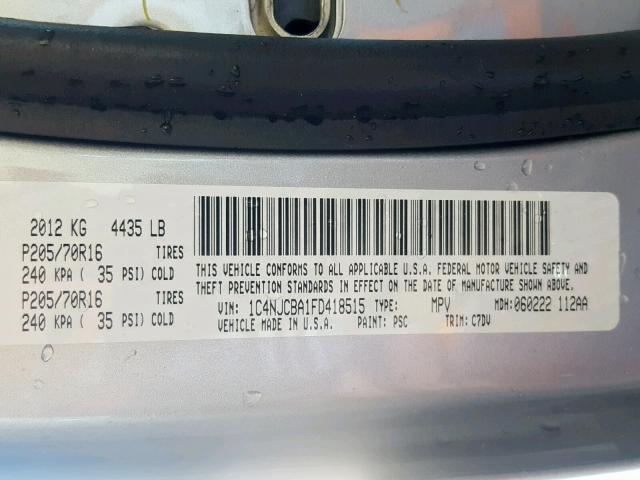 2012 KG 4435 LB
P205/70R16 TIRES
240 KPA ( 35 PSI) COLD
P205/70R16 TIRES
240 KPA ( 35 PSI) COLD
THIS VEHICLE CONFORMS TO ALL APPLICABLE U.S.A. FEDERAL MOTOR VEHICLE SAFETY AND
THEFT PREVENTION STANDARDS IN EFFECT ON THE DATE OF MANUFACTURE SHOWN ABOVE.
VIN: 1C4NJCBA1FD418515 TYPE: MPV MDH: 060222 112AA
VEHICLE MADE IN U.S.A. PAINT: PSC TRIM: C7DV